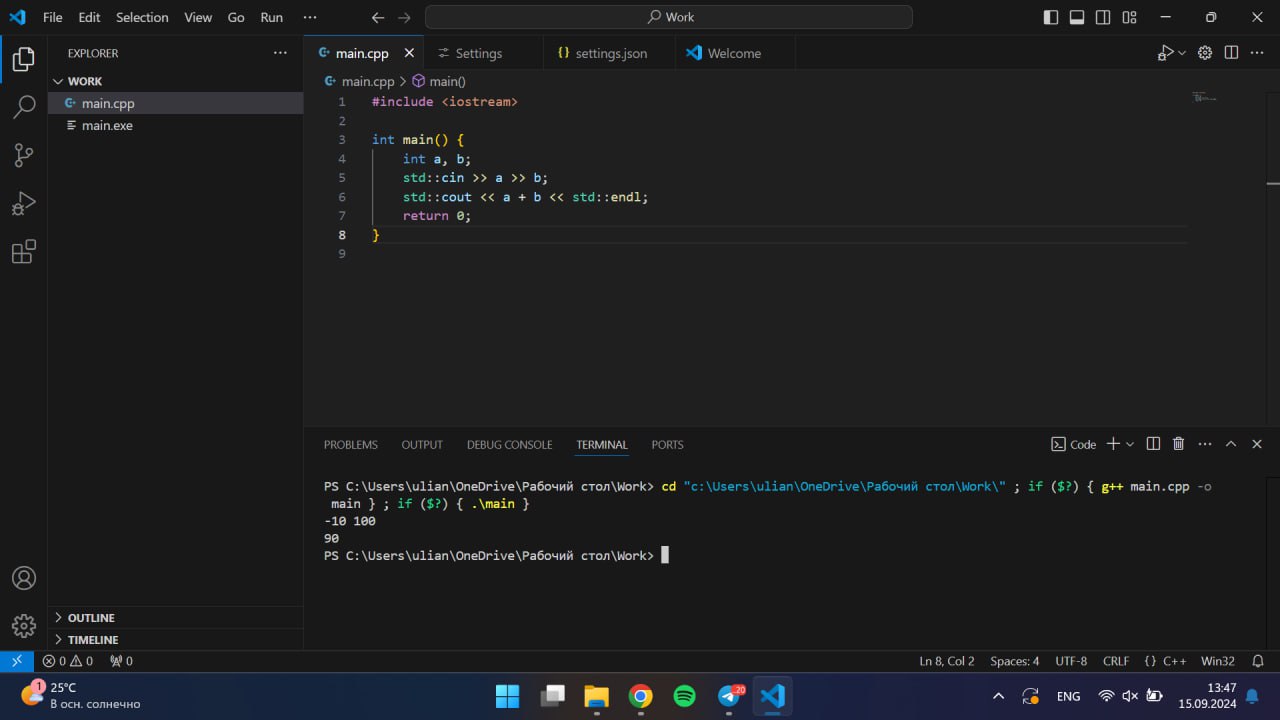 File Edit Selection View Go Run ···
Work
EXPLORER ···
WORK
main.cpp
main.exe
OUTLINE
TIMELINE
main.cpp Settings {} settings.json Welcome
main.cpp > main()
1 #include <iostream>
2
3 int main() {
4     int a, b;
5     std::cin >> a >> b;
6     std::cout << a + b << std::endl;
7     return 0;
8 }
9
PROBLEMS OUTPUT DEBUG CONSOLE TERMINAL PORTS
Code
PS C:\Users\ulian\OneDrive\Рабочий стол\Work> cd "c:\Users\ulian\OneDrive\Рабочий стол\Work\" ; if ($?) { g++ main.cpp -o
 main } ; if ($?) { .\main }
-10 100
90
PS C:\Users\ulian\OneDrive\Рабочий стол\Work>
0 0 0
Ln 8, Col 2 Spaces: 4 UTF-8 CRLF {} C++ Win32
1
25°C
В осн. солнечно
20
ENG
13:47
15.09.2024